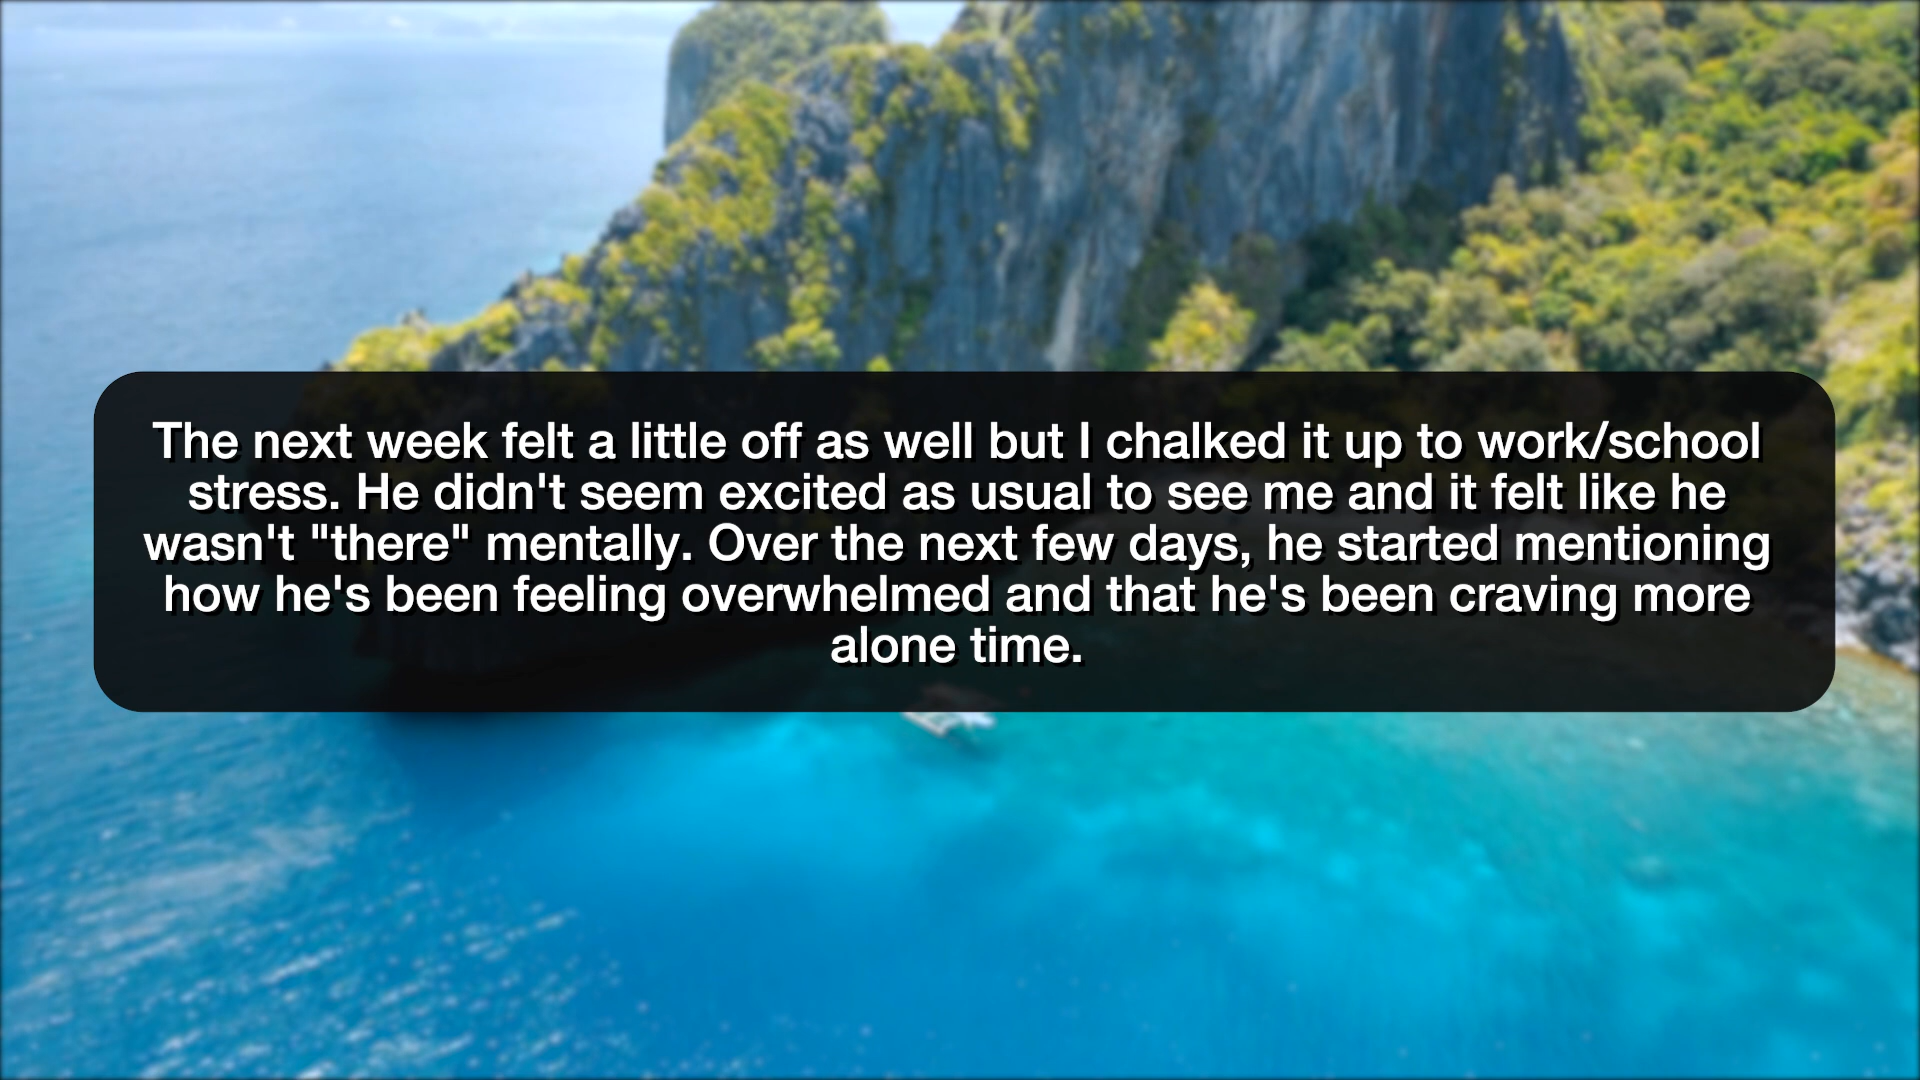 The next week felt a little off as well but I chalked it up to work/school
stress. He didn't seem excited as usual to see me and it felt like he
wasn't "there" mentally. Over the next few days, he started mentioning
how he's been feeling overwhelmed and that he's been craving more
alone time.